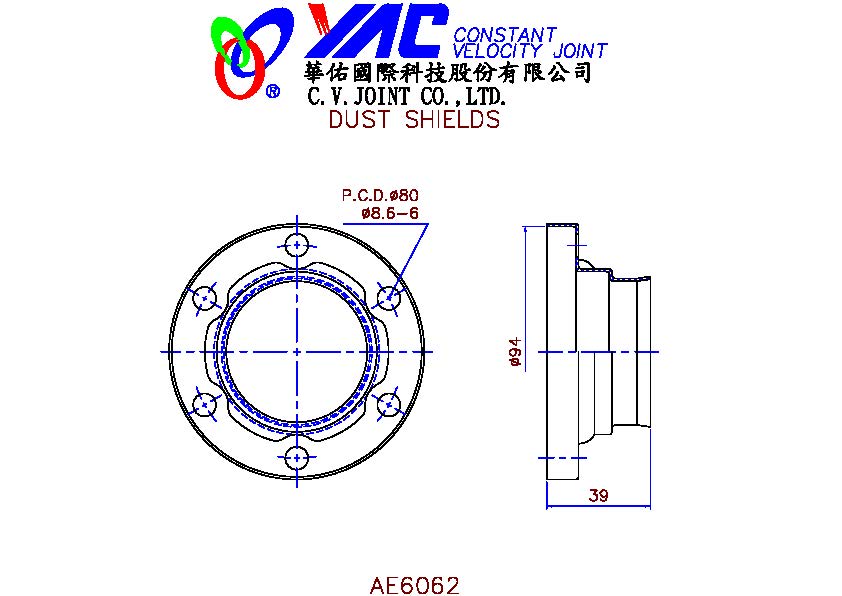 YAC CONSTANT
VELOCITY JOINT
®
華佑國際科技股份有限公司
C.V.JOINT CO.,LTD.
DUST SHIELDS
P.C.D.ø80
ø8.6-6
ø94
39
AE6062